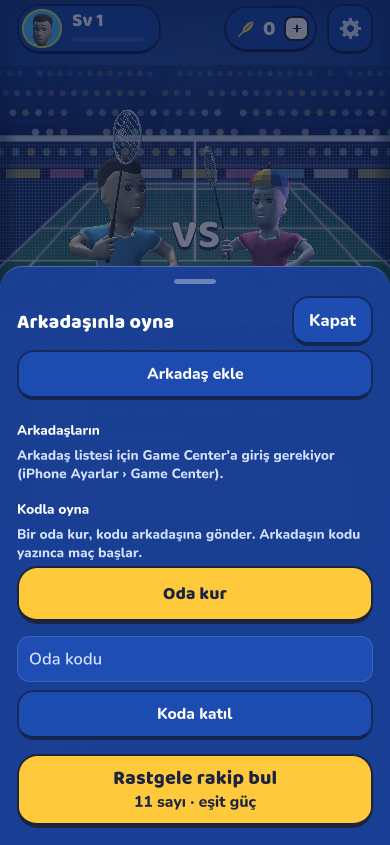 Sv 1
0
+
VS
Arkadaşınla oyna
Kapat
Arkadaş ekle
Arkadaşların
Arkadaş listesi için Game Center'a giriş gerekiyor
(iPhone Ayarlar › Game Center).
Kodla oyna
Bir oda kur, kodu arkadaşına gönder. Arkadaşın kodu
yazınca maç başlar.
Oda kur
Oda kodu
Koda katıl
Rastgele rakip bul
11 sayı · eşit güç